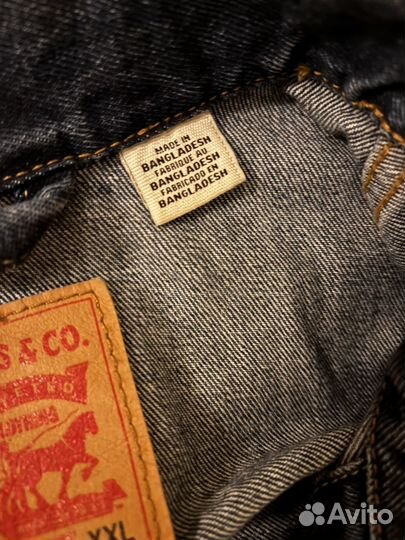 MADE IN
BANGLADESH
FABRIQUE AU
BANGLADESH
FABRICADO EN
BANGLADESH
S & CO.
XXL
Avito